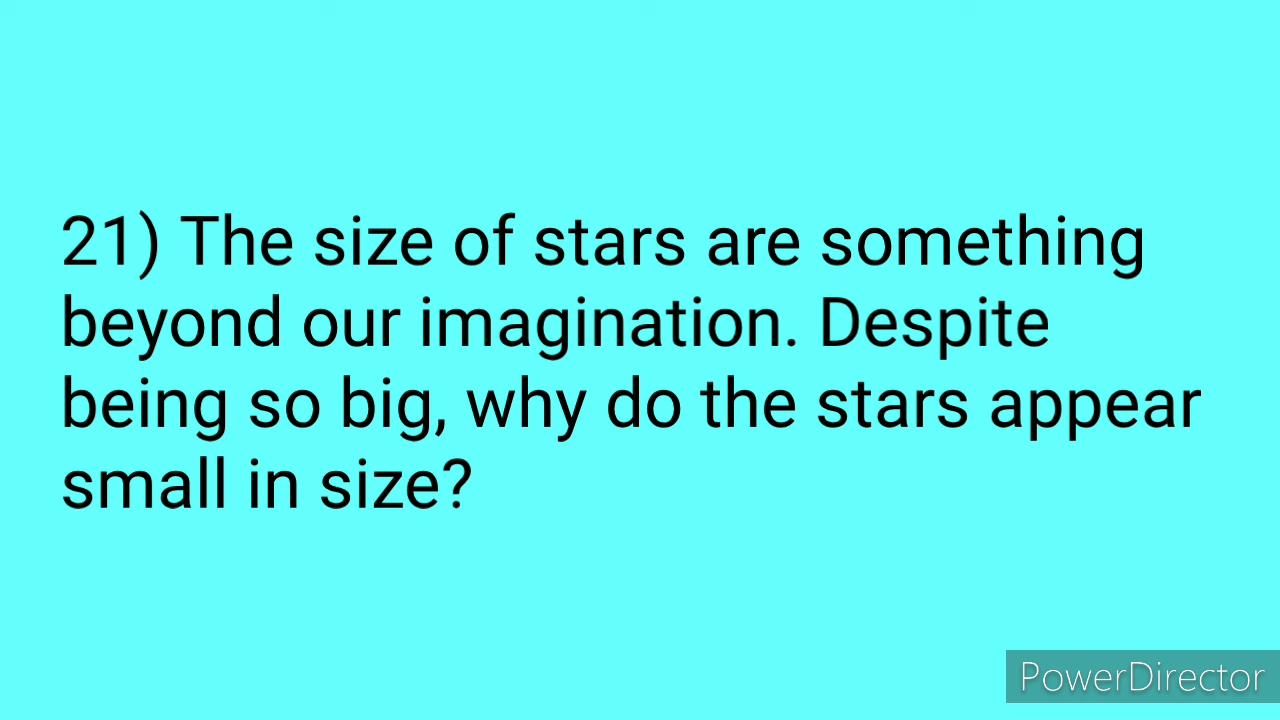 21) The size of stars are something
beyond our imagination. Despite
being so big, why do the stars appear
small in size?
PowerDirector